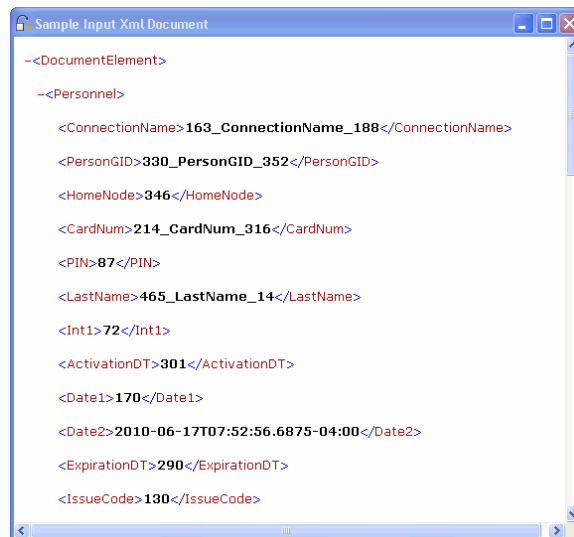 Sample Input Xml Document
-<DocumentElement>
-<Personnel>
<ConnectionName>163_ConnectionName_188</ConnectionName>
<PersonGID>330_PersonGID_352</PersonGID>
<HomeNode>346</HomeNode>
<CardNum>214_CardNum_316</CardNum>
<PIN>87</PIN>
<LastName>465_LastName_14</LastName>
<Int1>72</Int1>
<ActivationDT>301</ActivationDT>
<Date1>170</Date1>
<Date2>2010-06-17T07:52:56.6875-04:00</Date2>
<ExpirationDT>290</ExpirationDT>
<IssueCode>130</IssueCode>